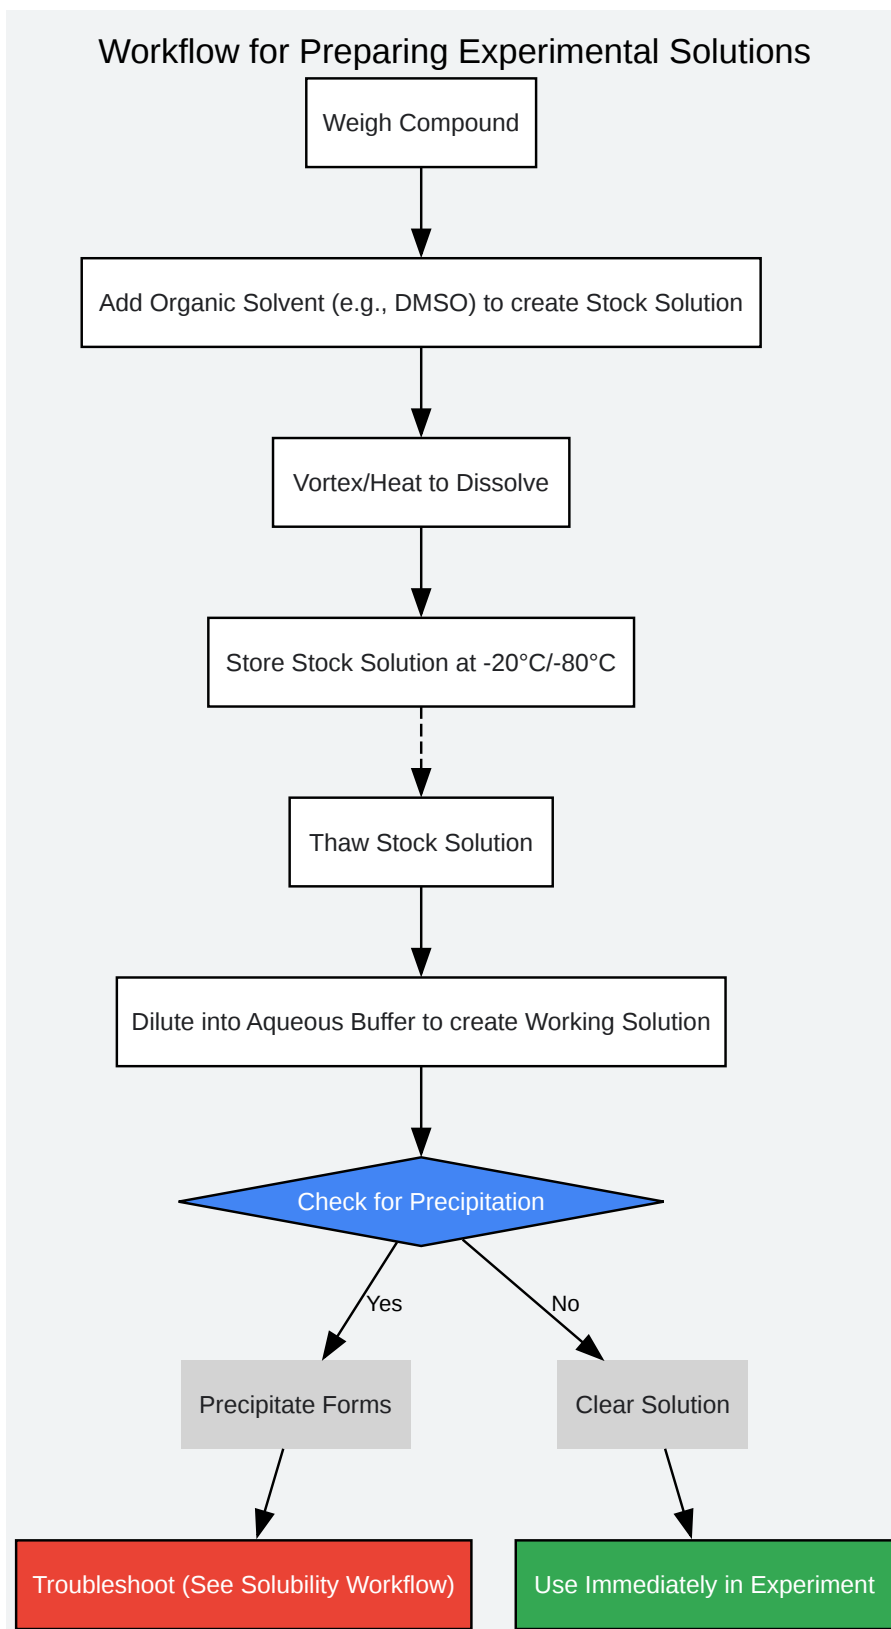 Workflow for Preparing Experimental Solutions
Weigh Compound
Add Organic Solvent (e.g., DMSO) to create Stock Solution
Vortex/Heat to Dissolve
Store Stock Solution at -20°C/-80°C
Thaw Stock Solution
Dilute into Aqueous Buffer to create Working Solution
Check for Precipitation
Yes
No
Precipitate Forms
Clear Solution
Troubleshoot (See Solubility Workflow)
Use Immediately in Experiment